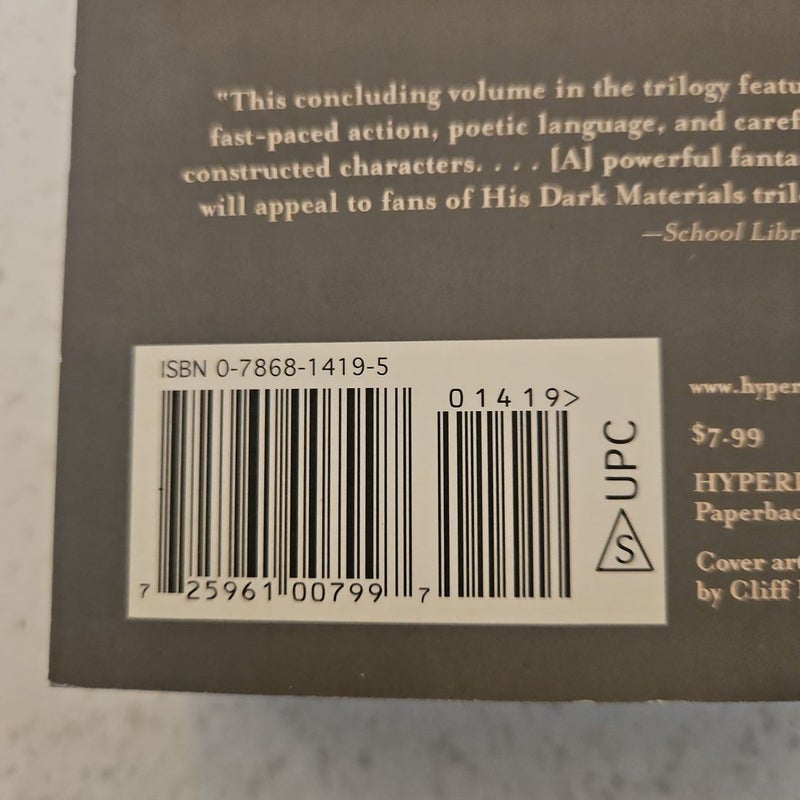 "This concluding volume in the trilogy featu
fast-paced action, poetic language, and caref
constructed characters. . . . [A] powerful fanta
will appeal to fans of His Dark Materials tril
—School Libr
ISBN 0-7868-1419-5
01419>
7 25961 00799 7
S UPC
www.hyper
$7.99
HYPERI
Paperbac
Cover art
by Cliff